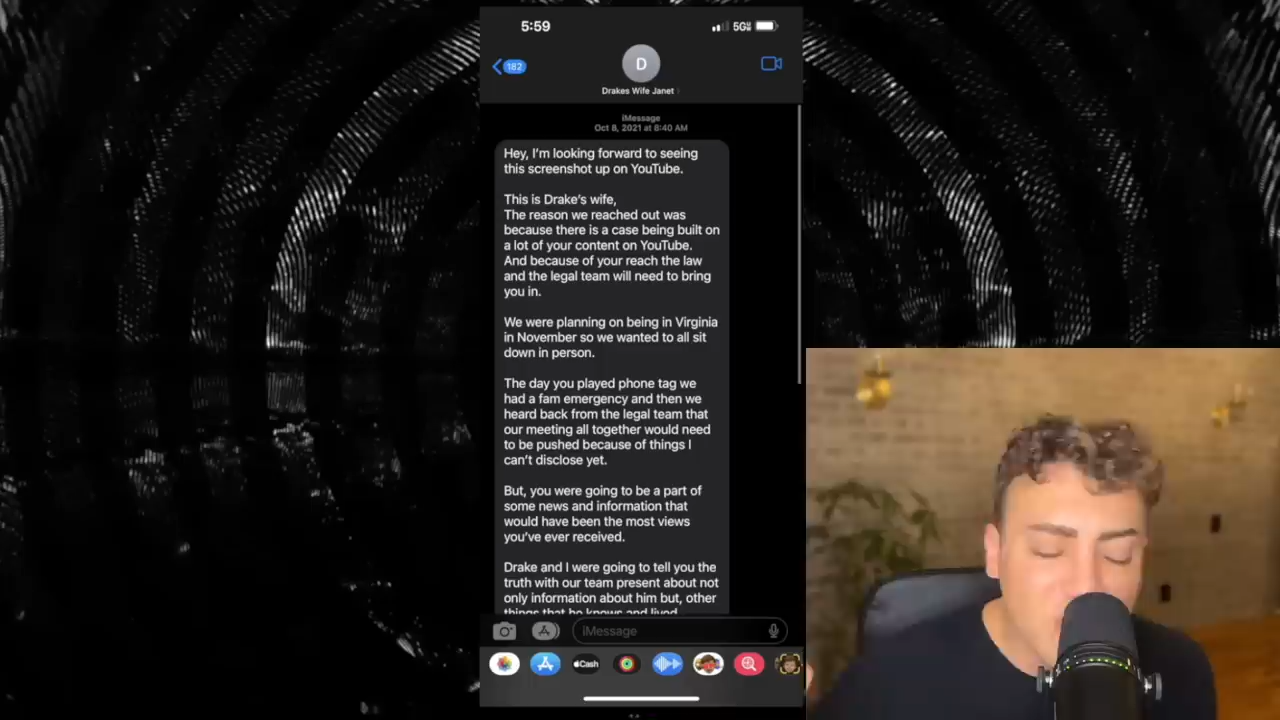 5:59
5G
182
D
Drakes Wife Janet
iMessage
Oct 8, 2021 at 8:40 AM
Hey, I'm looking forward to seeing
this screenshot up on YouTube.
This is Drake's wife,
The reason we reached out was
because there is a case being built on
a lot of your content on YouTube.
And because of your reach the law
and the legal team will need to bring
you in.
We were planning on being in Virginia
in November so we wanted to all sit
down in person.
The day you played phone tag we
had a fam emergency and then we
heard back from the legal team that
our meeting all together would need
to be pushed because of things I
can't disclose yet.
But, you were going to be a part of
some news and information that
would have been the most views
you've ever received.
Drake and I were going to tell you the
truth with our team present about not
only information about him but, other
things that he knows and lived
iMessage
Cash